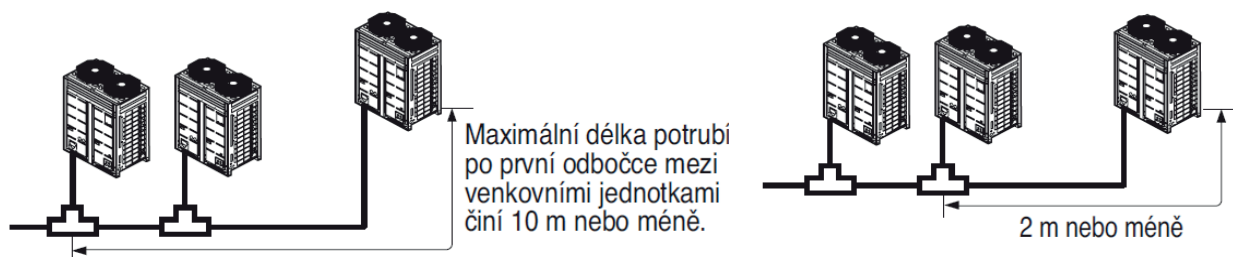 Maximální délka potrubí
po první odbočce mezi
venkovními jednotkami
činí 10 m nebo méně.
2 m nebo méně